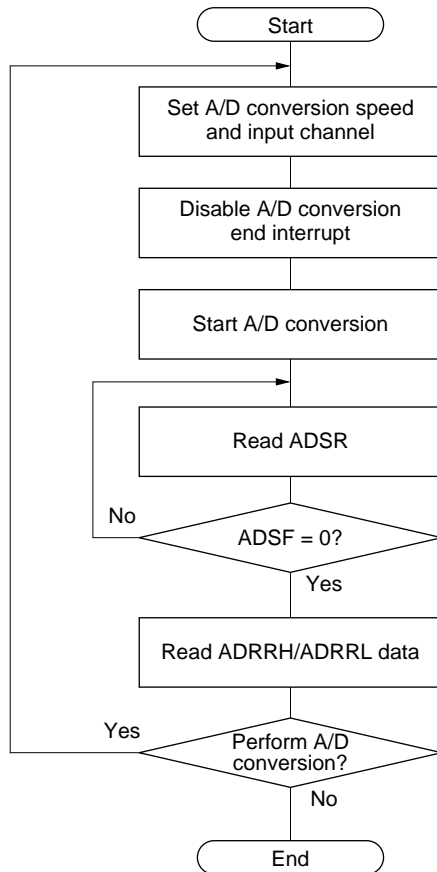 Start
Set A/D conversion speed
and input channel
Disable A/D conversion
end interrupt
Start A/D conversion
Read ADSR
No
ADSF = 0?
Yes
Read ADRRH/ADRRL data
Yes
Perform A/D
conversion?
No
End